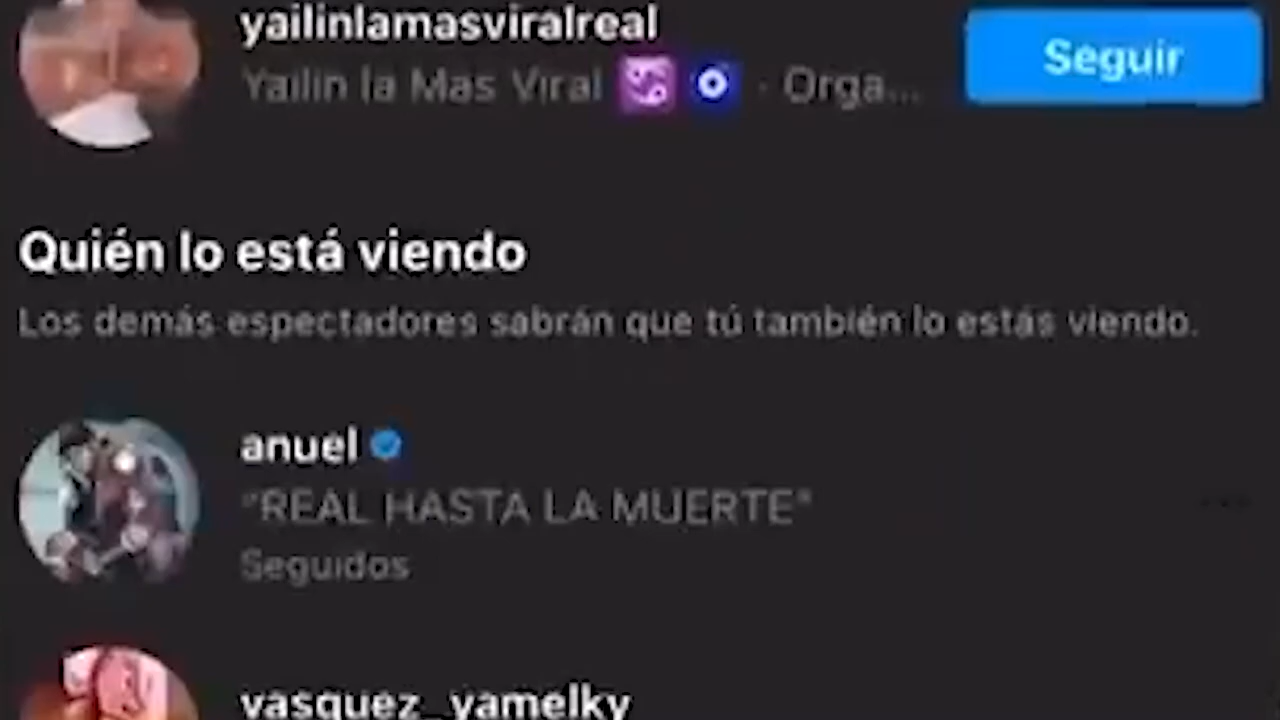 yailinlamasviralreal
Yailin la Mas Viral ♋ 🧿 · Orga...
Seguir
Quién lo está viendo
Los demás espectadores sabrán que tú también lo estás viendo.
anuel
"REAL HASTA LA MUERTE"
Seguidos
vasquez_yamelky